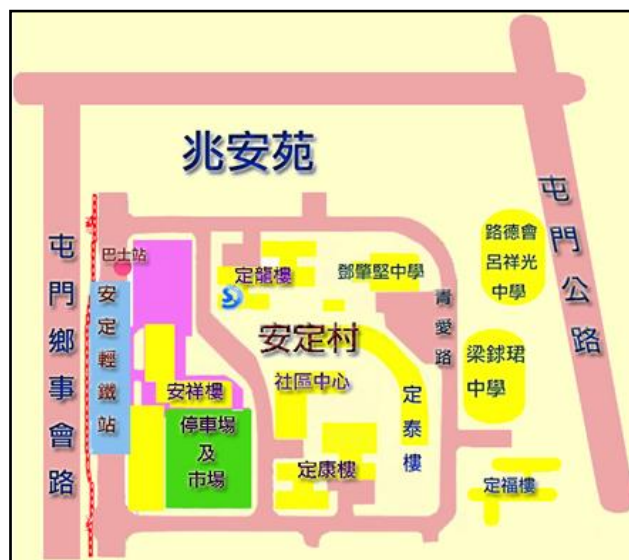 兆安苑
屯門公路
屯門鄉事會路
巴士站
安定輕鐵站
定龍樓
鄧肇堅中學
青愛路
路德會
呂祥光
中學
安定村
社區中心
定泰樓
梁銶琚
中學
安祥樓
停車場
及
市場
定康樓
定福樓